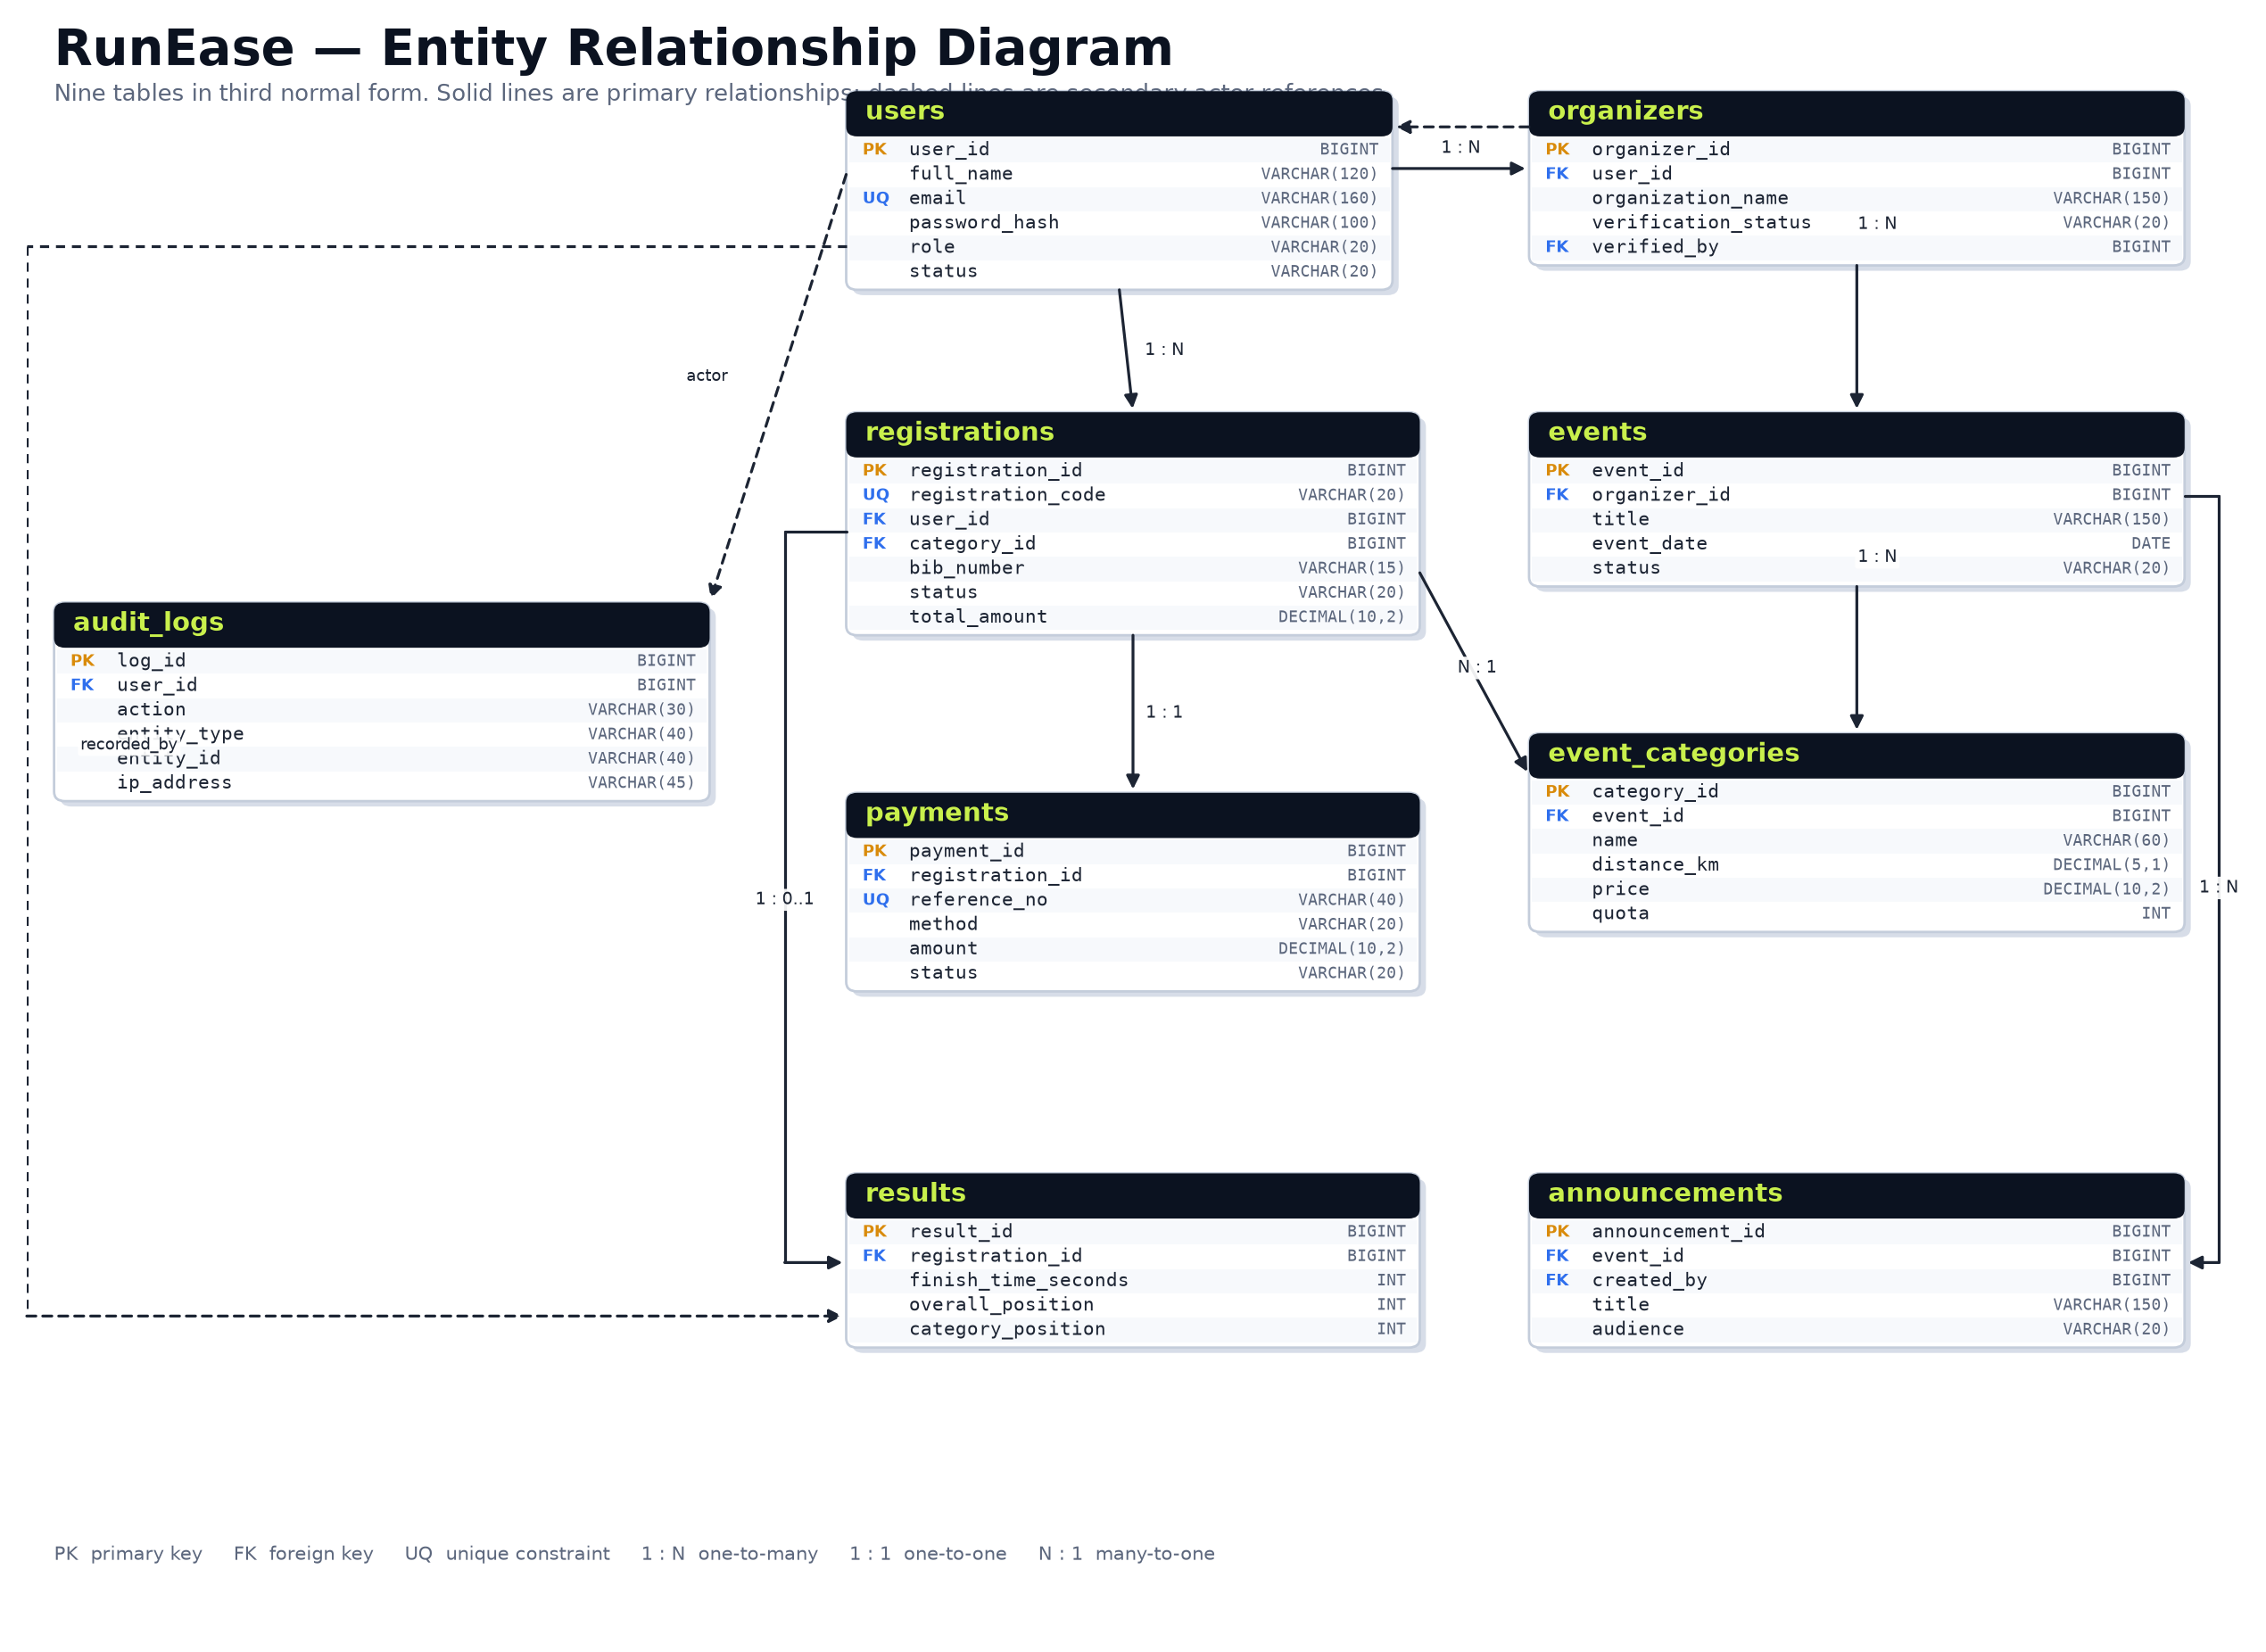 RunEase — Entity Relationship Diagram
Nine tables in third normal form. Solid lines are primary relationships; dashed lines are secondary actor references.
users
PK user_id BIGINT
full_name VARCHAR(120)
UQ email VARCHAR(160)
password_hash VARCHAR(100)
role VARCHAR(20)
status VARCHAR(20)
1 : N
organizers
PK organizer_id BIGINT
FK user_id BIGINT
organization_name VARCHAR(150)
verification_status 1 : N VARCHAR(20)
FK verified_by BIGINT
1 : N
actor
registrations
PK registration_id BIGINT
UQ registration_code VARCHAR(20)
FK user_id BIGINT
FK category_id BIGINT
bib_number VARCHAR(15)
status VARCHAR(20)
total_amount DECIMAL(10,2)
events
PK event_id BIGINT
FK organizer_id BIGINT
title VARCHAR(150)
event_date DATE
1 : N
status VARCHAR(20)
audit_logs
PK log_id BIGINT
FK user_id BIGINT
action VARCHAR(30)
entity_type VARCHAR(40)
recorded_by
entity_id VARCHAR(40)
ip_address VARCHAR(45)
N : 1
1 : 1
event_categories
PK category_id BIGINT
FK event_id BIGINT
name VARCHAR(60)
distance_km DECIMAL(5,1)
price DECIMAL(10,2)
quota INT
1 : N
payments
PK payment_id BIGINT
FK registration_id BIGINT
UQ reference_no VARCHAR(40)
method VARCHAR(20)
amount DECIMAL(10,2)
status VARCHAR(20)
1 : 0..1
results
PK result_id BIGINT
FK registration_id BIGINT
finish_time_seconds INT
overall_position INT
category_position INT
announcements
PK announcement_id BIGINT
FK event_id BIGINT
FK created_by BIGINT
title VARCHAR(150)
audience VARCHAR(20)
PK primary key FK foreign key UQ unique constraint 1 : N one-to-many 1 : 1 one-to-one N : 1 many-to-one